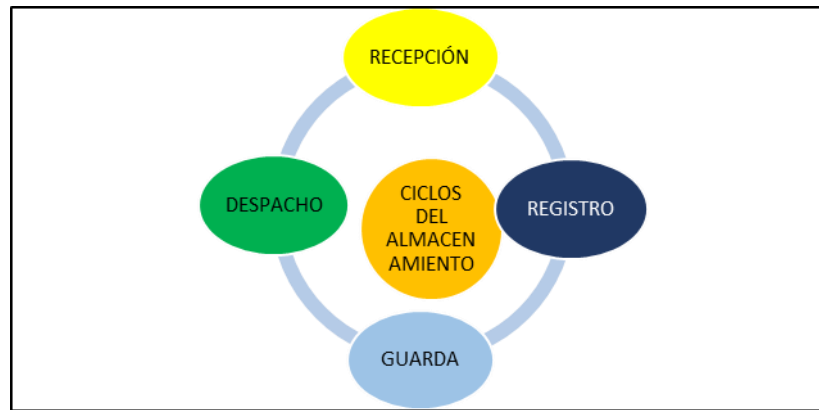 RECEPCIÓN
DESPACHO
CICLOS
DEL
ALMACEN
AMIENTO
REGISTRO
GUARDA